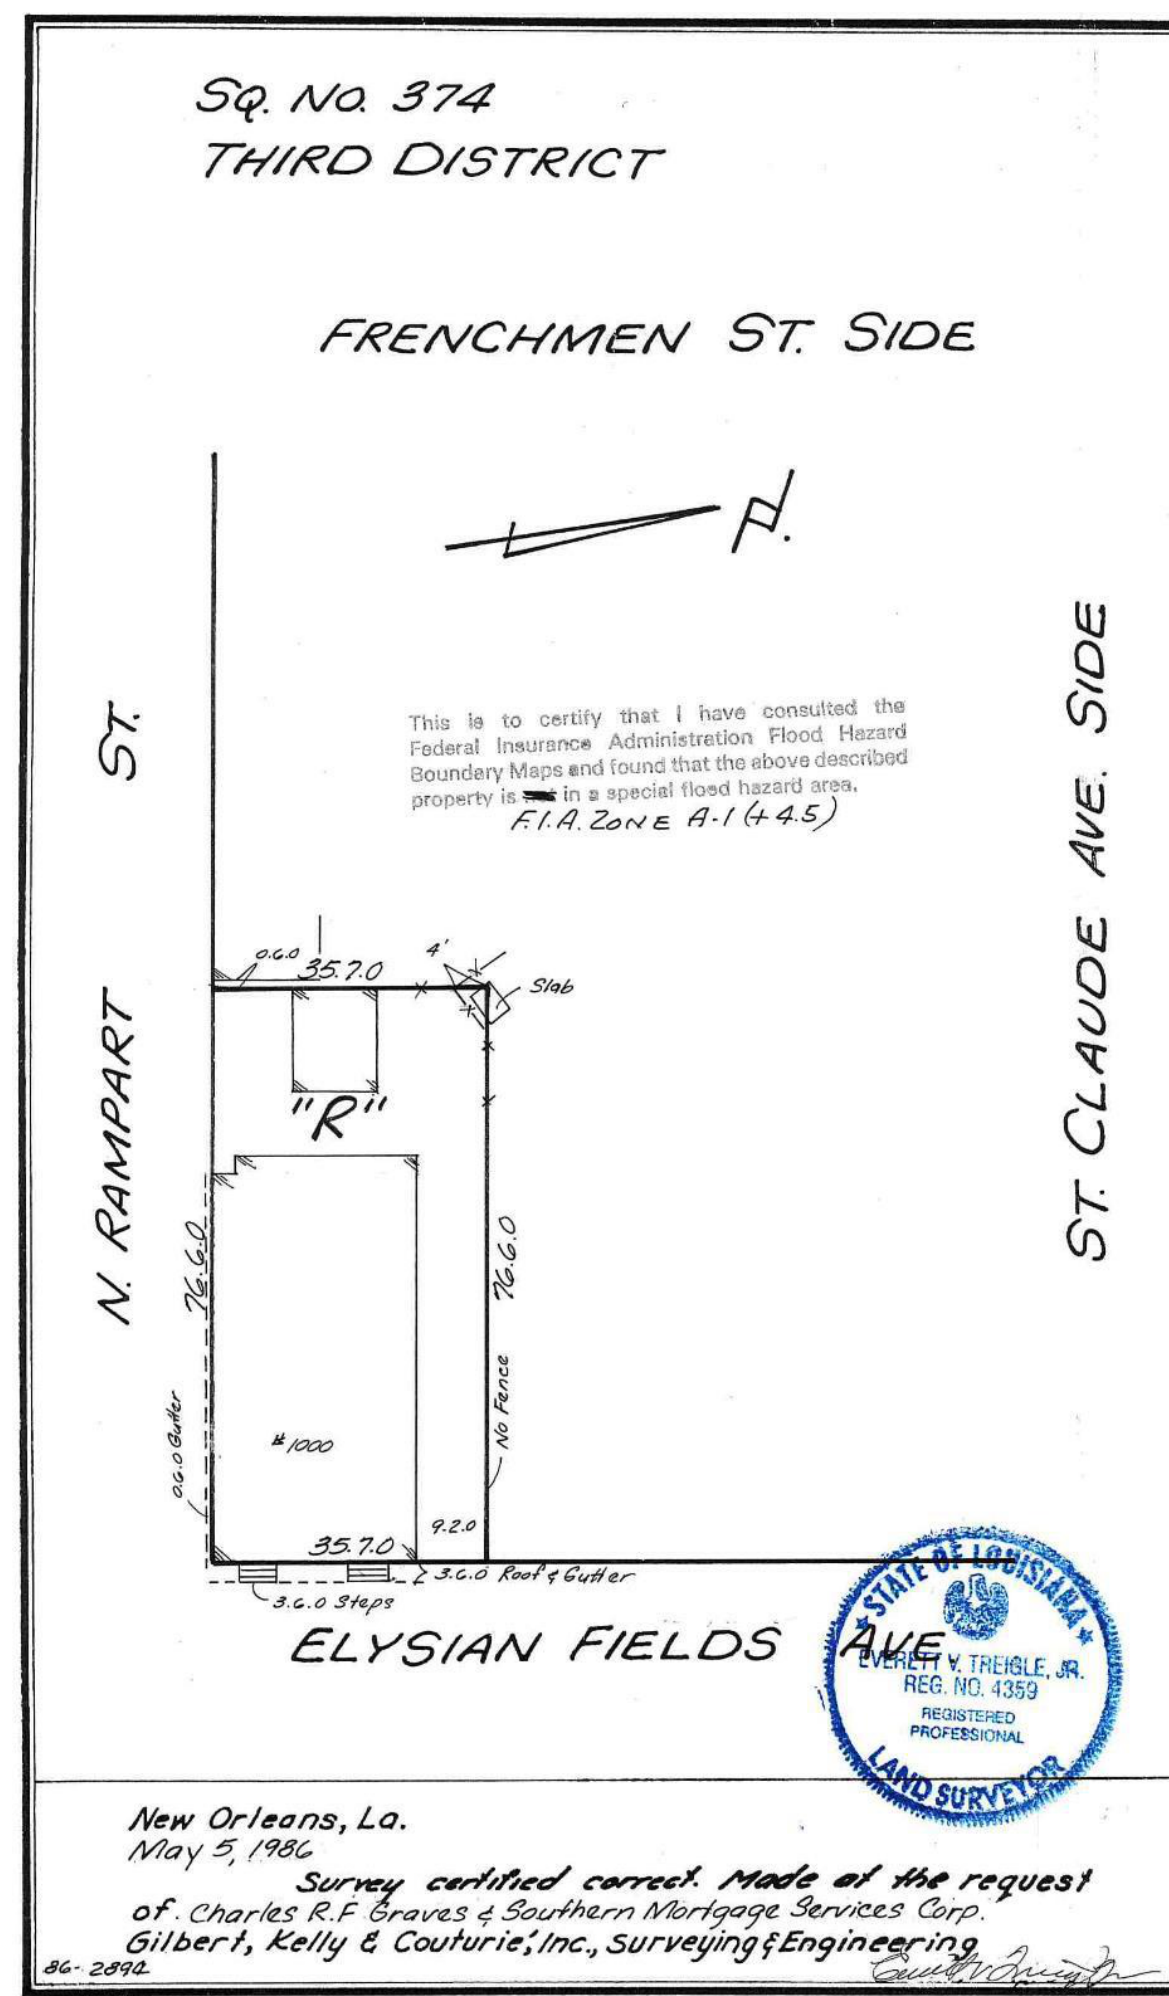 SQ. NO. 374
THIRD DISTRICT
FRENCHMEN ST. SIDE
N.
This is to certify that I have consulted the
Federal Insurance Administration Flood Hazard
Boundary Maps and found that the above described
property is in a special flood hazard area.
F.I.A. ZONE A-1 (+4.5)
N. RAMPART ST.
ST. CLAUDE AVE. SIDE
0.6.0
35.7.0
4'
Slab
"R"
76.6.0
76.6.0
0.6.0 Gutter
No Fence
#1000
9.2.0
35.7.0
3.6.0 Roof & Gutter
3.6.0 Steps
ELYSIAN FIELDS AVE.
STATE OF LOUISIANA
EVERETT V. TREIGLE, JR.
REG. NO. 4359
REGISTERED
PROFESSIONAL
LAND SURVEYOR
New Orleans, La.
May 5, 1986
Survey certified correct. Made at the request
of. Charles R.F Graves & Southern Mortgage Services Corp.
Gilbert, Kelly & Couturie', Inc., Surveying & Engineering
86-2894